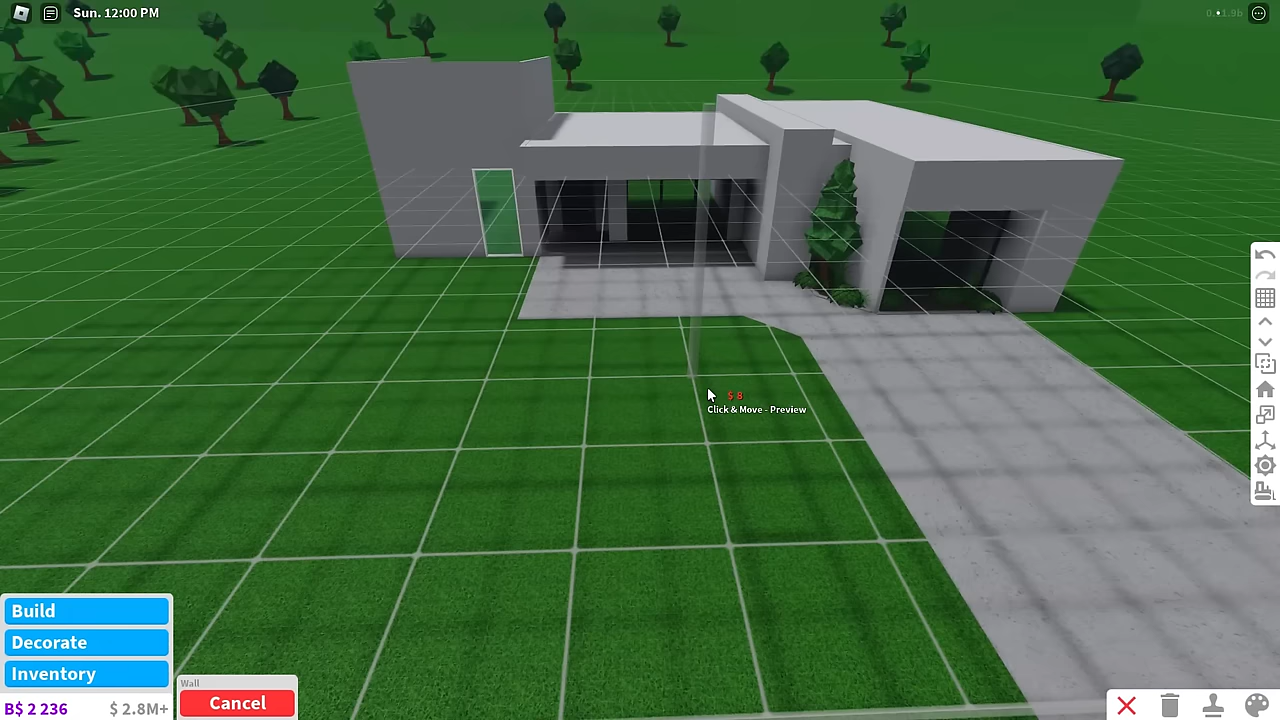 Sun. 12:00 PM
$ 8
Click & Move - Preview
Build
Decorate
Inventory
B$ 2 236
$ 2.8M+
Wall
Cancel